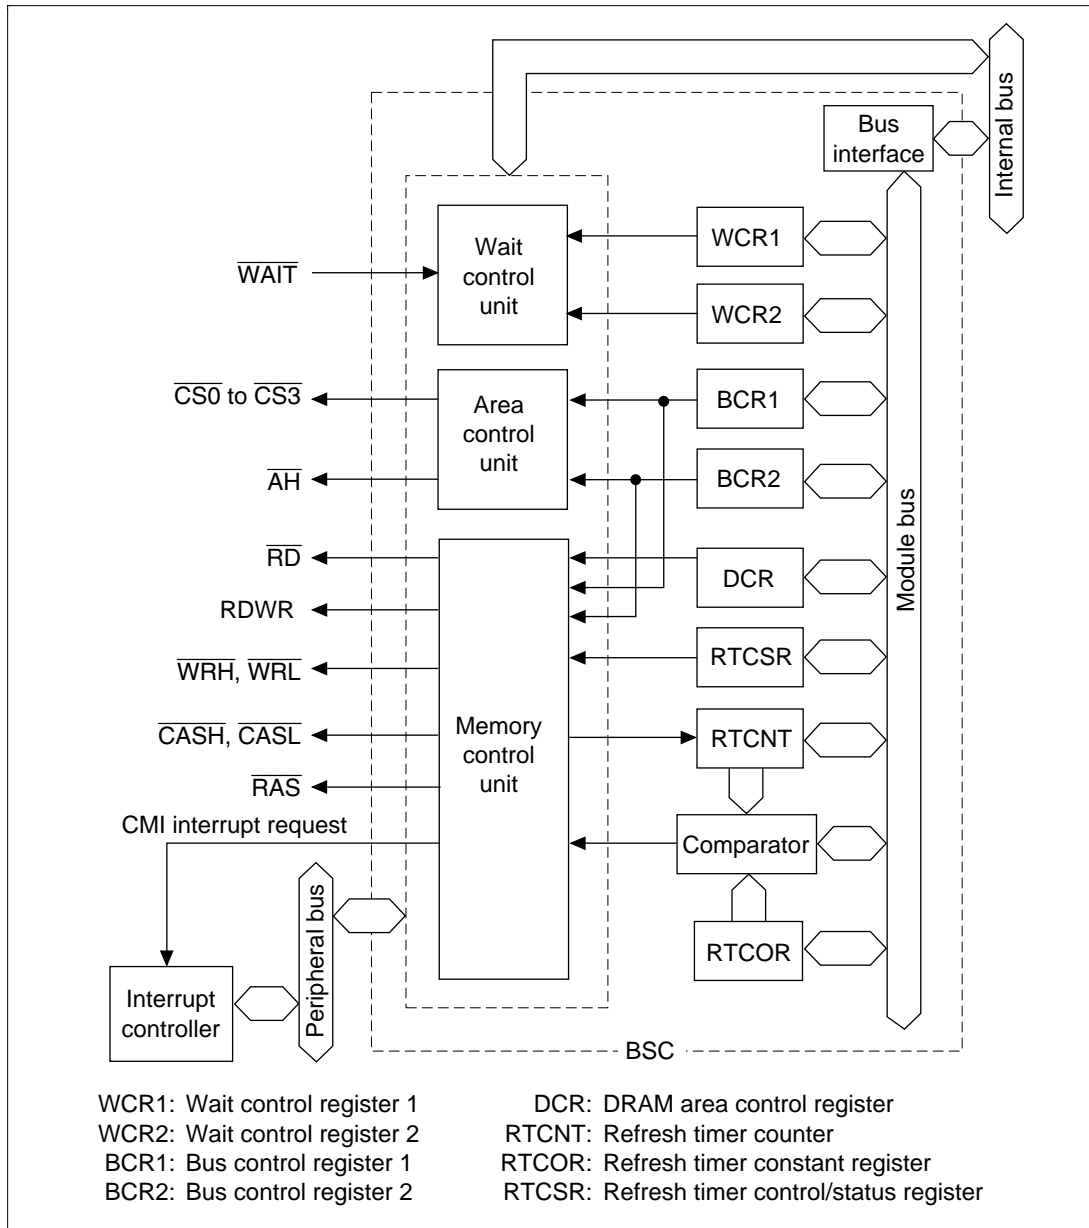 Internal bus
Bus
interface
Wait
control
unit
WCR1
WAIT
WCR2
CS0 to CS3
Area
control
unit
BCR1
AH
BCR2
Module bus
RD
DCR
RDWR
WRH, WRL
RTCSR
Memory
control
unit
CASH, CASL
RTCNT
RAS
CMI interrupt request
Comparator
Peripheral bus
RTCOR
Interrupt
controller
BSC
WCR1: Wait control register 1
WCR2: Wait control register 2
BCR1: Bus control register 1
BCR2: Bus control register 2
DCR: DRAM area control register
RTCNT: Refresh timer counter
RTCOR: Refresh timer constant register
RTCSR: Refresh timer control/status register